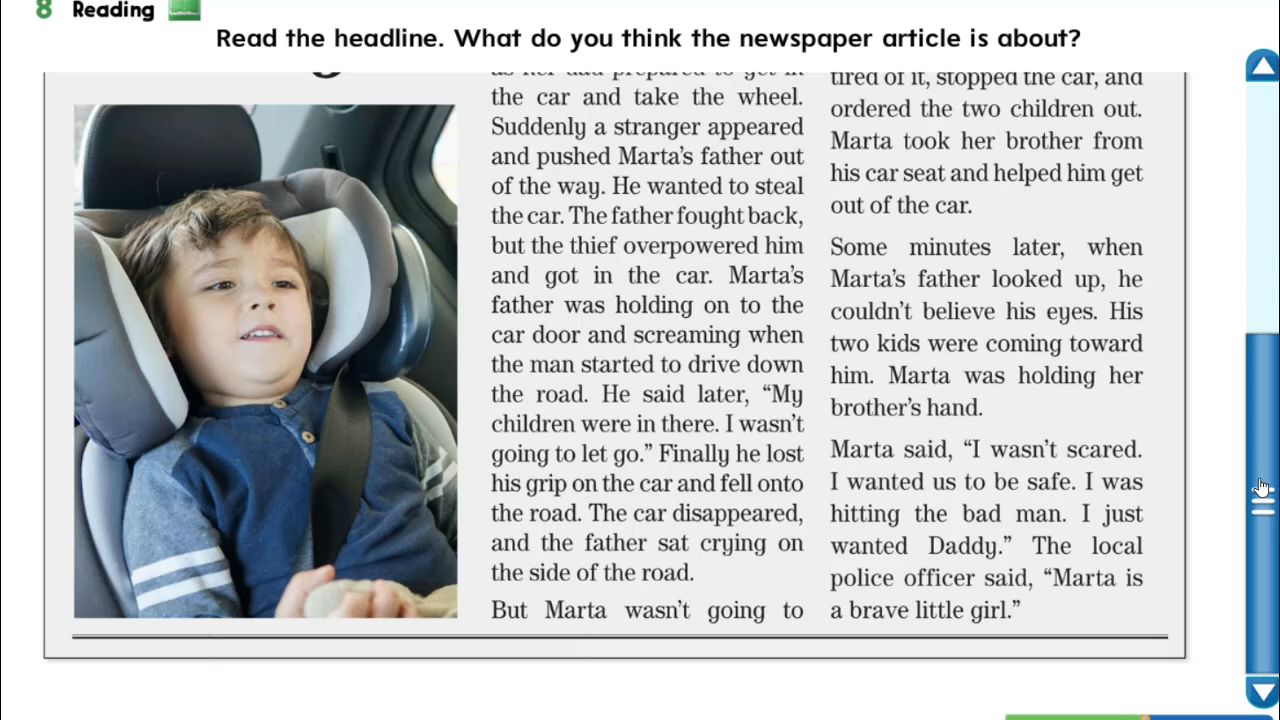 8 Reading
Read the headline. What do you think the newspaper article is about?
as her dad prepared to get in
the car and take the wheel.
Suddenly a stranger appeared
and pushed Marta's father out
of the way. He wanted to steal
the car. The father fought back,
but the thief overpowered him
and got in the car. Marta's
father was holding on to the
car door and screaming when
the man started to drive down
the road. He said later, “My
children were in there. I wasn't
going to let go.” Finally he lost
his grip on the car and fell onto
the road. The car disappeared,
and the father sat crying on
the side of the road.
But Marta wasn't going to
tired of it, stopped the car, and
ordered the two children out.
Marta took her brother from
his car seat and helped him get
out of the car.
Some minutes later, when
Marta's father looked up, he
couldn't believe his eyes. His
two kids were coming toward
him. Marta was holding her
brother's hand.
Marta said, “I wasn't scared.
I wanted us to be safe. I was
hitting the bad man. I just
wanted Daddy.” The local
police officer said, “Marta is
a brave little girl.”